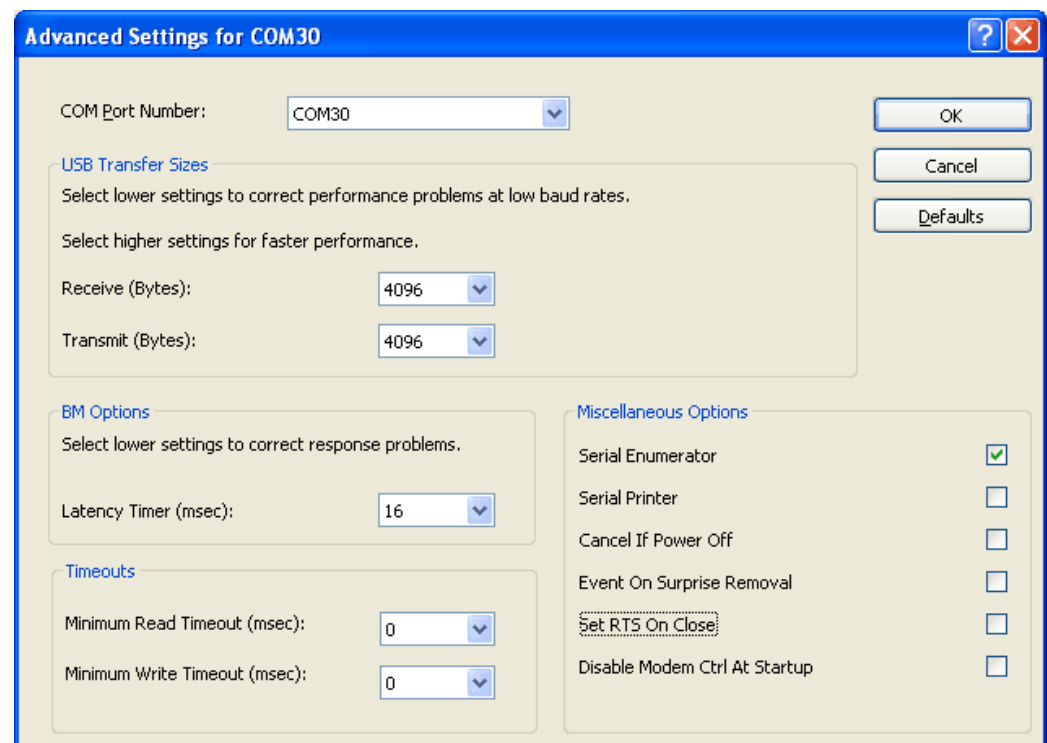 Advanced Settings for COM30
COM Port Number:
COM30
OK
USB Transfer Sizes
Cancel
Select lower settings to correct performance problems at low baud rates.
Defaults
Select higher settings for faster performance.
Receive (Bytes):
4096
Transmit (Bytes):
4096
BM Options
Select lower settings to correct response problems.
Latency Timer (msec):
16
Timeouts
Minimum Read Timeout (msec):
0
Minimum Write Timeout (msec):
0
Miscellaneous Options
Serial Enumerator
Serial Printer
Cancel If Power Off
Event On Surprise Removal
Set RTS On Close
Disable Modem Ctrl At Startup